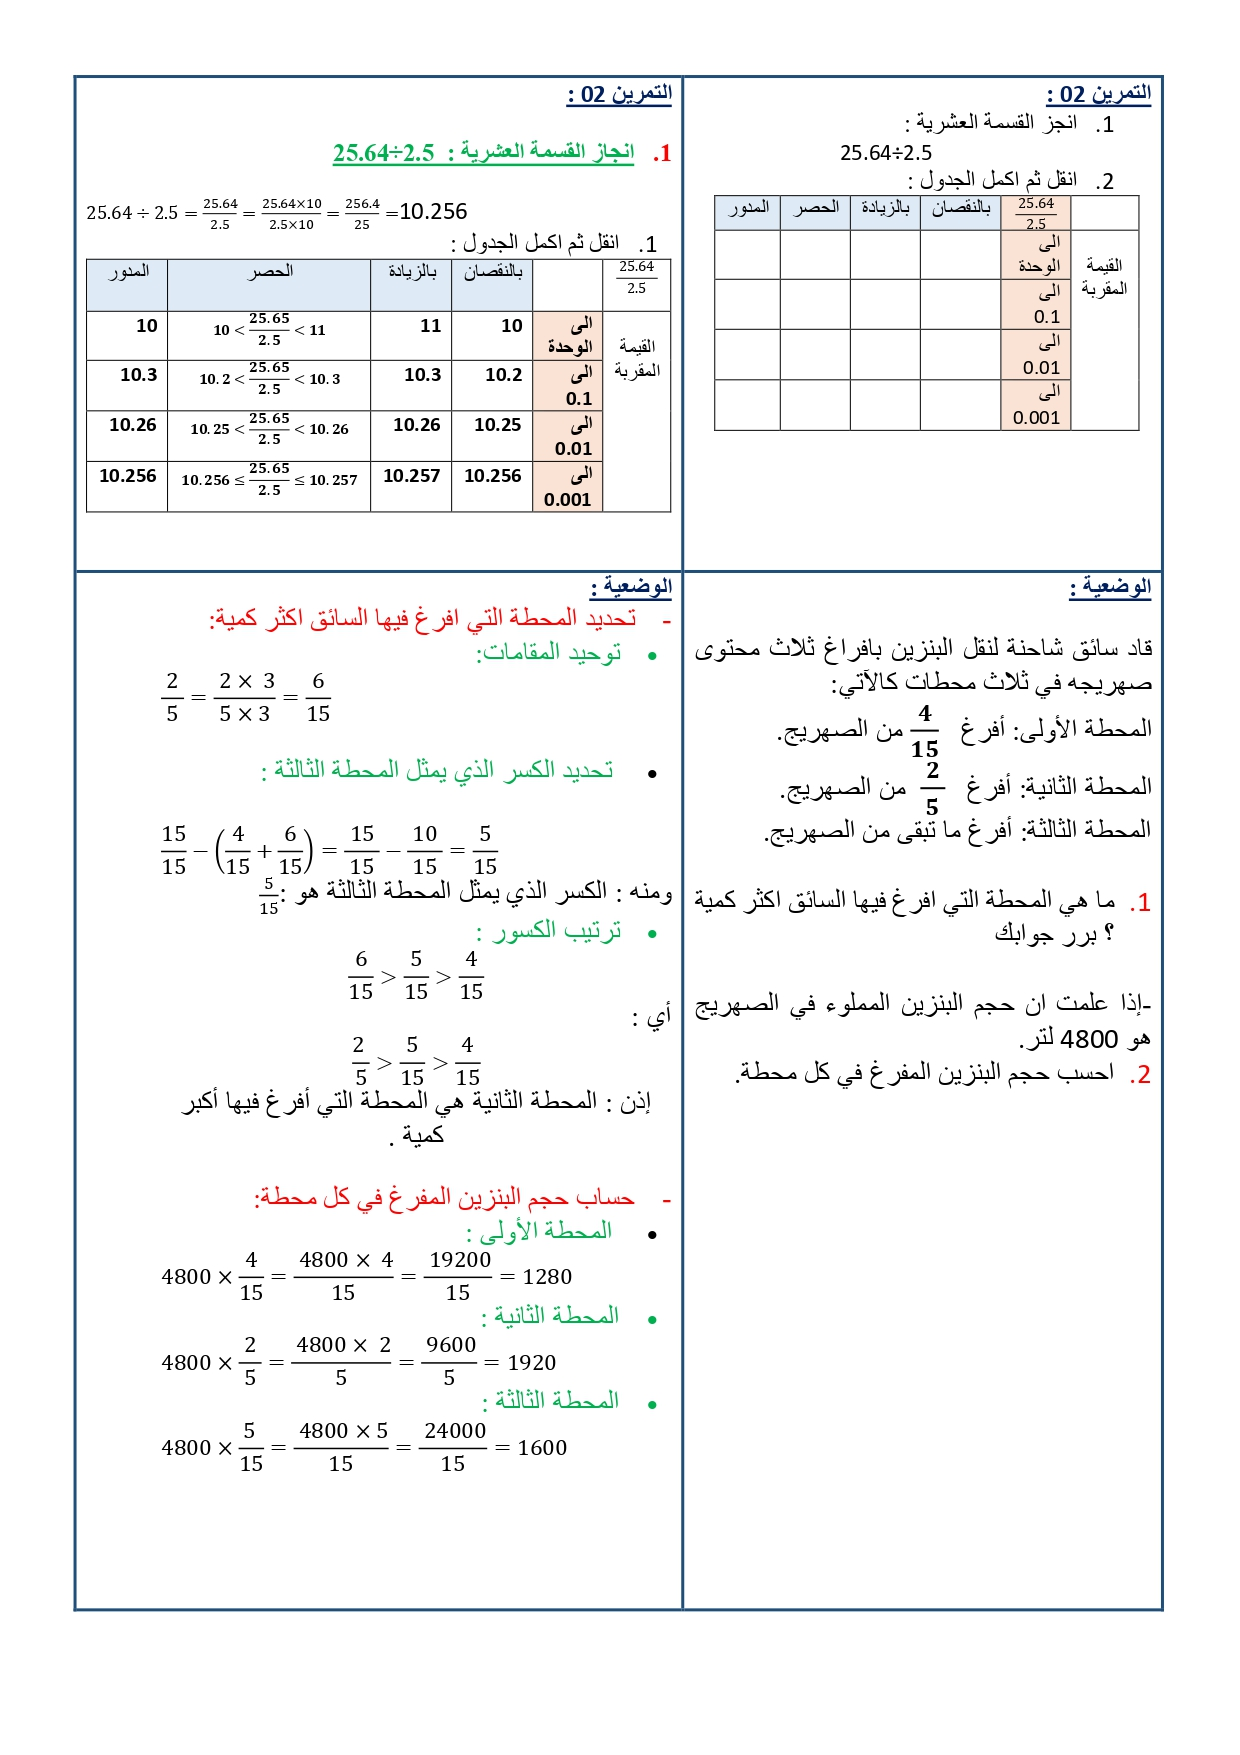 التمرين 02 :
1. انجز القسمة العشرية :
25.64÷2.5
2. انقل ثم اكمل الجدول :
25.64/2.5 بالنقصان بالزيادة الحصر المدور
القيمة المقربة
الى الوحدة
الى 0.1
الى 0.01
الى 0.001
التمرين 02 :
1. انجاز القسمة العشرية : 25.64÷2.5
25.64 ÷ 2.5 = 25.64/2.5 = 25.64×10/2.5×10 = 256.4/25 =10.256
1. انقل ثم اكمل الجدول :
25.64/2.5 بالنقصان بالزيادة الحصر المدور
القيمة المقربة
الى الوحدة 10 11 10 < 25.65/2.5 < 11 10
الى 0.1 10.2 10.3 10.2 < 25.65/2.5 < 10.3 10.3
الى 0.01 10.25 10.26 10.25 < 25.65/2.5 < 10.26 10.26
الى 0.001 10.256 10.257 10.256 ≤ 25.65/2.5 ≤ 10.257 10.256
الوضعية :
قاد سائق شاحنة لنقل البنزين بافراغ ثلاث محتوى
صهريجه في ثلاث محطات كالآتي:
المحطة الأولى: أفرغ 4/15 من الصهريج.
المحطة الثانية: أفرغ 2/5 من الصهريج.
المحطة الثالثة: أفرغ ما تبقى من الصهريج.
1. ما هي المحطة التي افرغ فيها السائق اكثر كمية
؟ برر جوابك
-إذا علمت ان حجم البنزين المملوء في الصهريج
هو 4800 لتر.
2. احسب حجم البنزين المفرغ في كل محطة.
الوضعية :
- تحديد المحطة التي افرغ فيها السائق اكثر كمية:
• توحيد المقامات:
2/5 = 2 × 3/5 × 3 = 6/15
• تحديد الكسر الذي يمثل المحطة الثالثة :
15/15 − (4/15 + 6/15) = 15/15 − 10/15 = 5/15
ومنه : الكسر الذي يمثل المحطة الثالثة هو :5/15
• ترتيب الكسور :
6/15 > 5/15 > 4/15
أي :
2/5 > 5/15 > 4/15
إذن : المحطة الثانية هي المحطة التي أفرغ فيها أكبر
كمية .
- حساب حجم البنزين المفرغ في كل محطة:
• المحطة الأولى :
4800 × 4/15 = 4800 × 4/15 = 19200/15 = 1280
• المحطة الثانية :
4800 × 2/5 = 4800 × 2/5 = 9600/5 = 1920
• المحطة الثالثة :
4800 × 5/15 = 4800 × 5/15 = 24000/15 = 1600